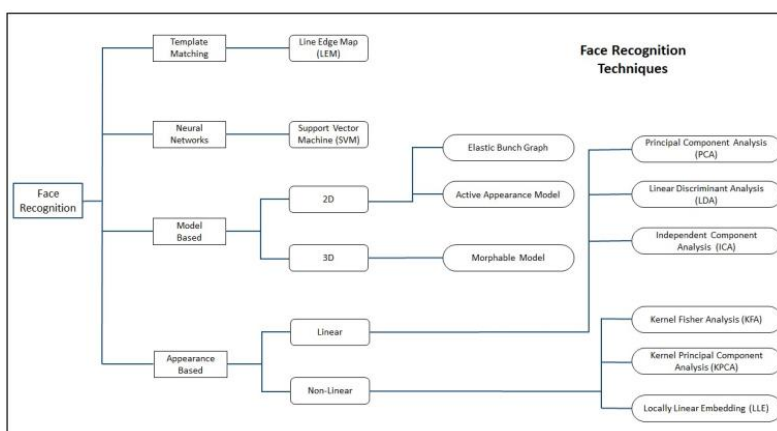 Face Recognition
Techniques
Face
Recognition
Template
Matching
Line Edge Map
(LEM)
Neural
Networks
Support Vector
Machine (SVM)
Model
Based
2D
Elastic Bunch Graph
Active Appearance Model
3D
Morphable Model
Appearance
Based
Linear
Principal Component Analysis
(PCA)
Linear Discriminant Analysis
(LDA)
Independent Component
Analysis (ICA)
Non-Linear
Kernel Fisher Analysis (KFA)
Kernel Principal Component
Analysis (KPCA)
Locally Linear Embedding (LLE)